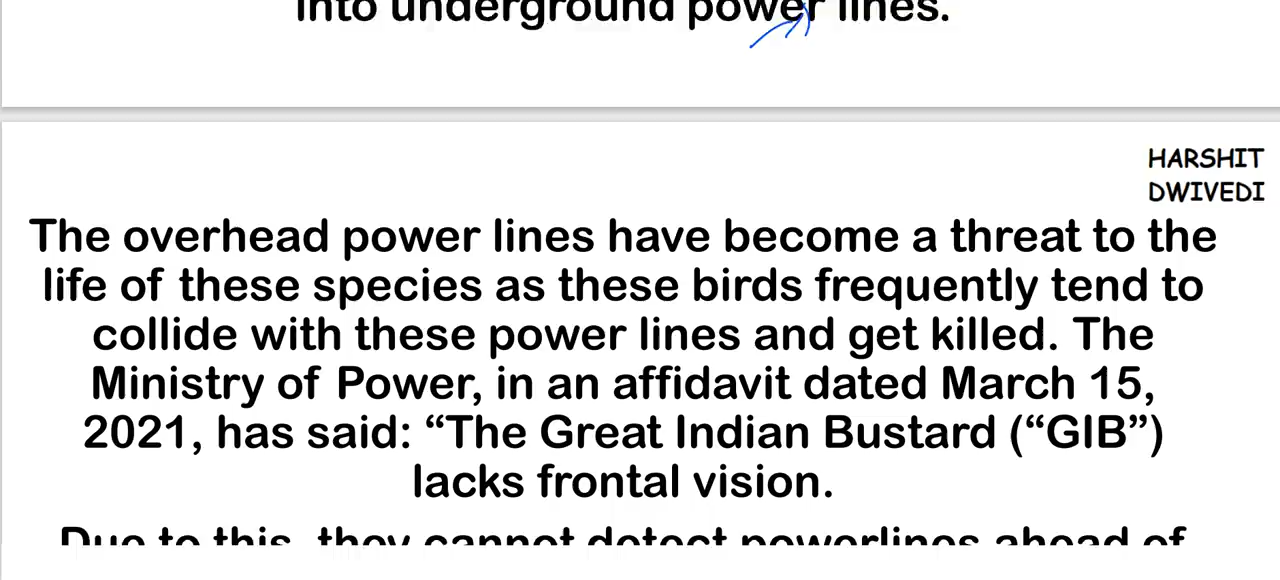 into underground power lines.
HARSHIT
DWIVEDI
The overhead power lines have become a threat to the
life of these species as these birds frequently tend to
collide with these power lines and get killed. The
Ministry of Power, in an affidavit dated March 15,
2021, has said: “The Great Indian Bustard (“GIB”)
lacks frontal vision.
Due to this, they cannot detect powerlines ahead of